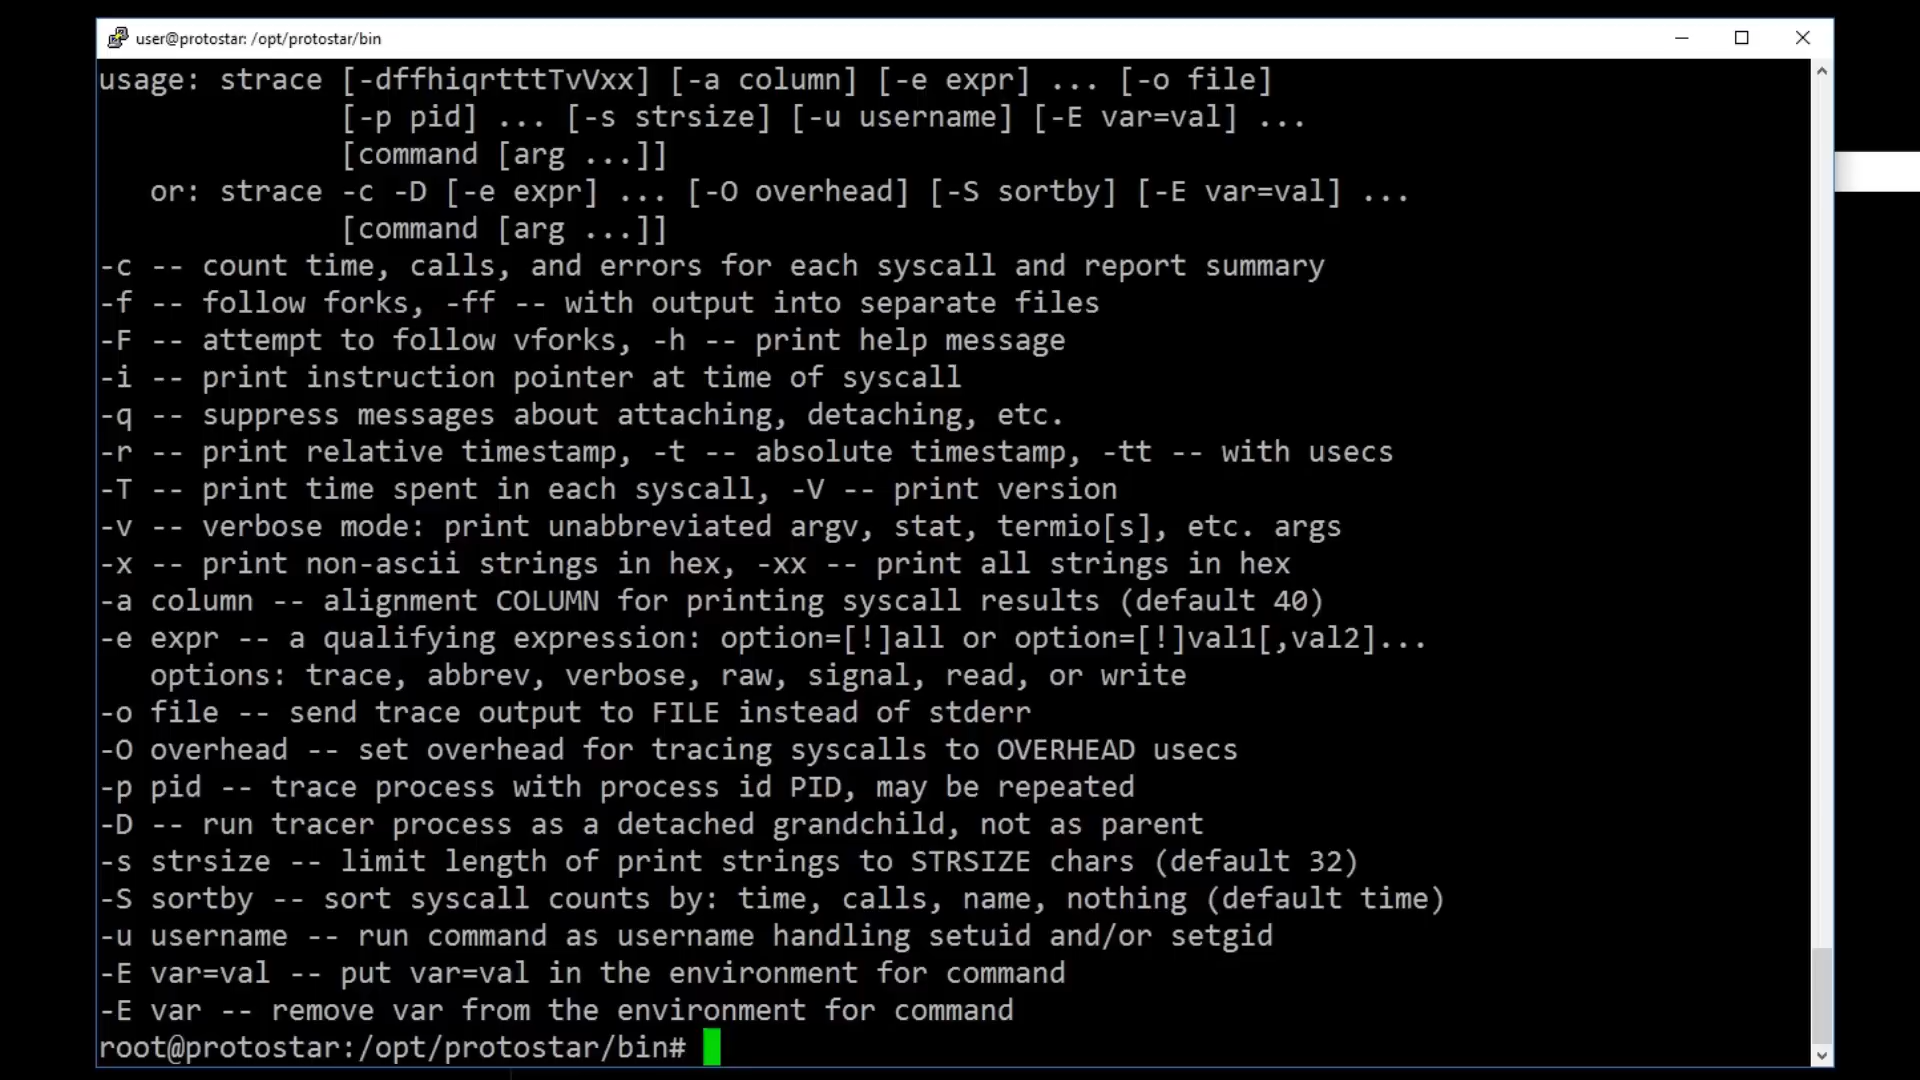 user@protostar: /opt/protostar/bin
usage: strace [-dffhiqrtttTvVxx] [-a column] [-e expr] ... [-o file]
              [-p pid] ... [-s strsize] [-u username] [-E var=val] ...
              [command [arg ...]]
   or: strace -c -D [-e expr] ... [-O overhead] [-S sortby] [-E var=val] ...
              [command [arg ...]]
-c -- count time, calls, and errors for each syscall and report summary
-f -- follow forks, -ff -- with output into separate files
-F -- attempt to follow vforks, -h -- print help message
-i -- print instruction pointer at time of syscall
-q -- suppress messages about attaching, detaching, etc.
-r -- print relative timestamp, -t -- absolute timestamp, -tt -- with usecs
-T -- print time spent in each syscall, -V -- print version
-v -- verbose mode: print unabbreviated argv, stat, termio[s], etc. args
-x -- print non-ascii strings in hex, -xx -- print all strings in hex
-a column -- alignment COLUMN for printing syscall results (default 40)
-e expr -- a qualifying expression: option=[!]all or option=[!]val1[,val2]...
   options: trace, abbrev, verbose, raw, signal, read, or write
-o file -- send trace output to FILE instead of stderr
-O overhead -- set overhead for tracing syscalls to OVERHEAD usecs
-p pid -- trace process with process id PID, may be repeated
-D -- run tracer process as a detached grandchild, not as parent
-s strsize -- limit length of print strings to STRSIZE chars (default 32)
-S sortby -- sort syscall counts by: time, calls, name, nothing (default time)
-u username -- run command as username handling setuid and/or setgid
-E var=val -- put var=val in the environment for command
-E var -- remove var from the environment for command
root@protostar:/opt/protostar/bin#